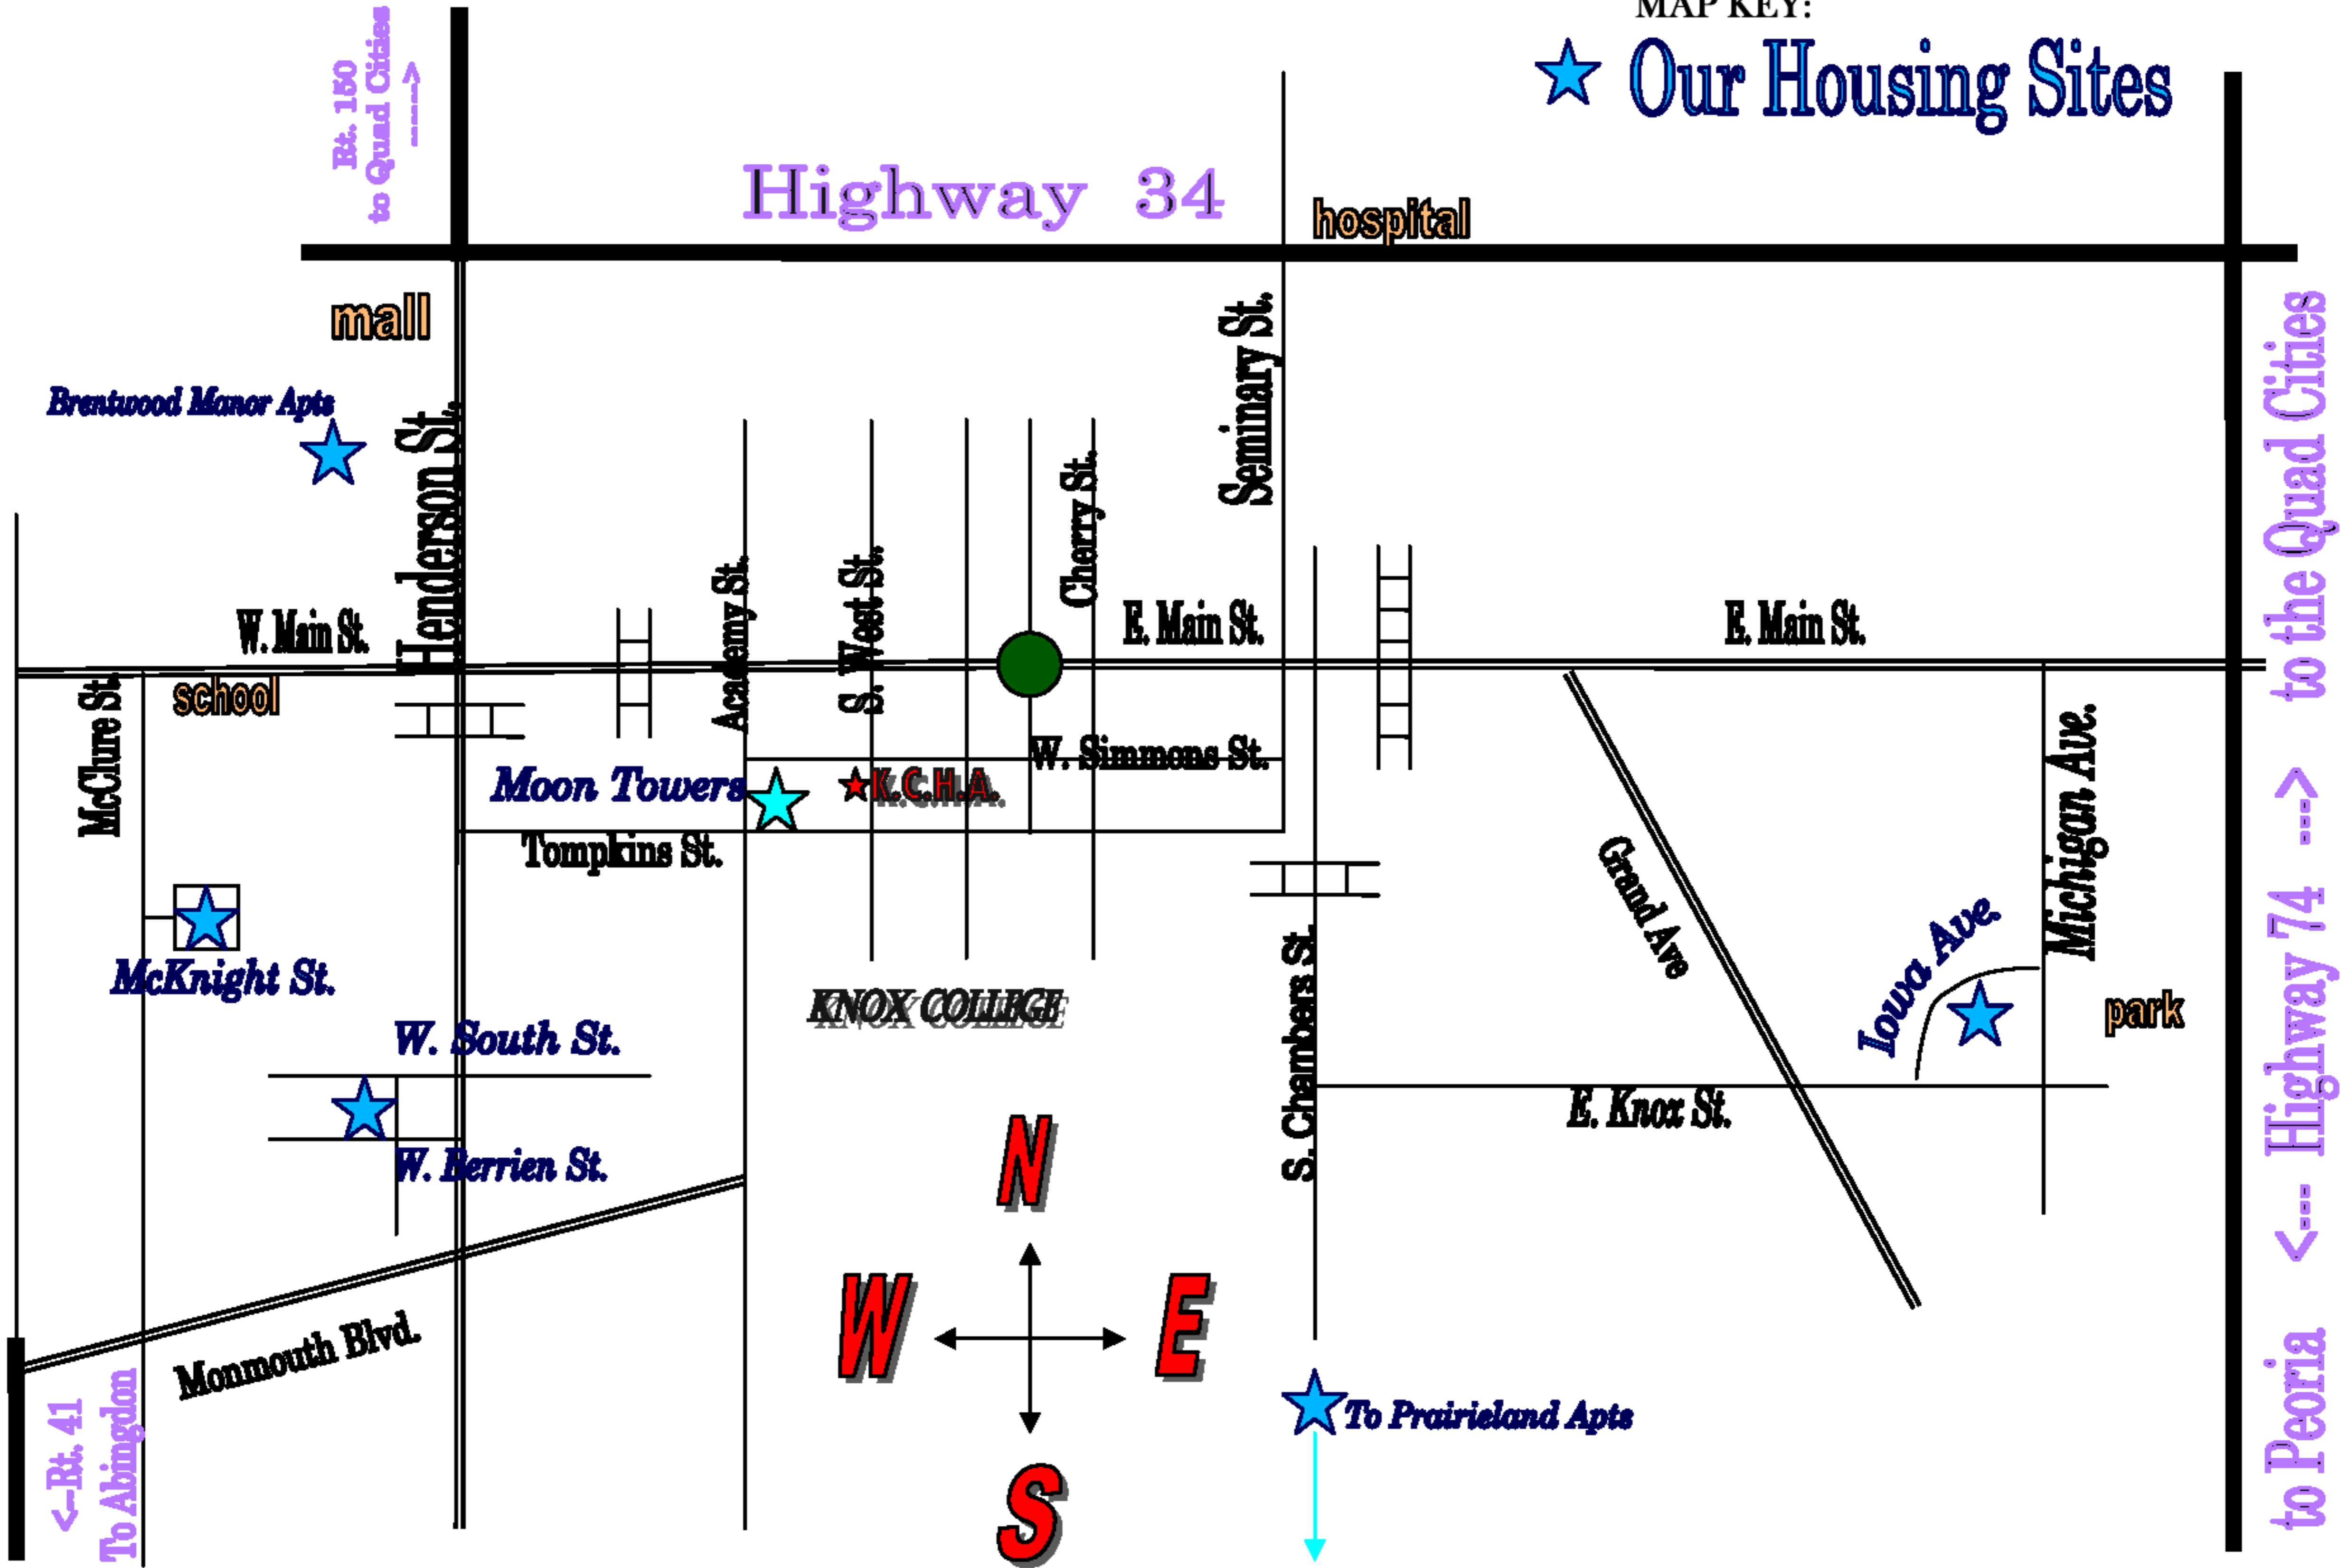 MAP KEY:
Our Housing Sites
Rt. 150
to Quad Cities
------>
Highway 34
hospital
mall
Seminary St.
Brentwood Manor Apts
Henderson St.
Cherry St.
Academy St.
S. West St.
W. Main St.
E. Main St.
E. Main St.
to the Quad Cities
McClure St.
school
W. Simmons St.
Moon Towers
K.C.H.A.
Tompkins St.
Michigan Ave.
Grand Ave
Iowa Ave.
McKnight St.
KNOX COLLEGE
park
W. South St.
S. Chambers St.
E. Knox St.
W. Berrien St.
<--- Highway 74 --->
N
W
E
S
Monmouth Blvd.
<--Rt. 41
To Abingdon
To Prairieland Apts
to Peoria